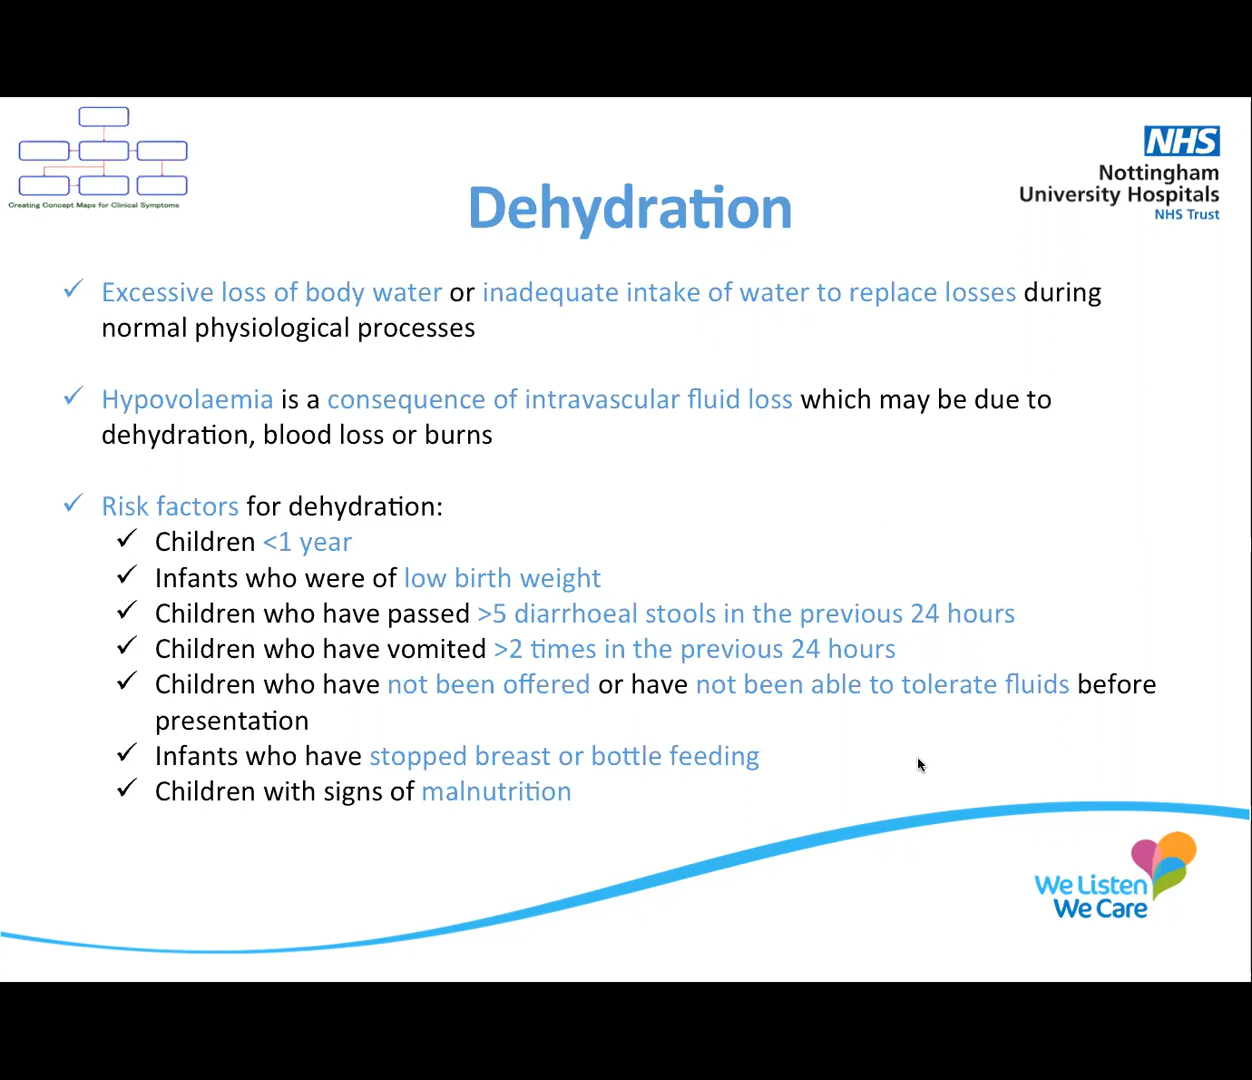 Creating Concept Maps for Clinical Symptoms
NHS
Nottingham
University Hospitals
NHS Trust
Dehydration
✓ Excessive loss of body water or inadequate intake of water to replace losses during
normal physiological processes
✓ Hypovolaemia is a consequence of intravascular fluid loss which may be due to
dehydration, blood loss or burns
✓ Risk factors for dehydration:
✓ Children <1 year
✓ Infants who were of low birth weight
✓ Children who have passed >5 diarrhoeal stools in the previous 24 hours
✓ Children who have vomited >2 times in the previous 24 hours
✓ Children who have not been offered or have not been able to tolerate fluids before
presentation
✓ Infants who have stopped breast or bottle feeding
✓ Children with signs of malnutrition
We Listen
We Care